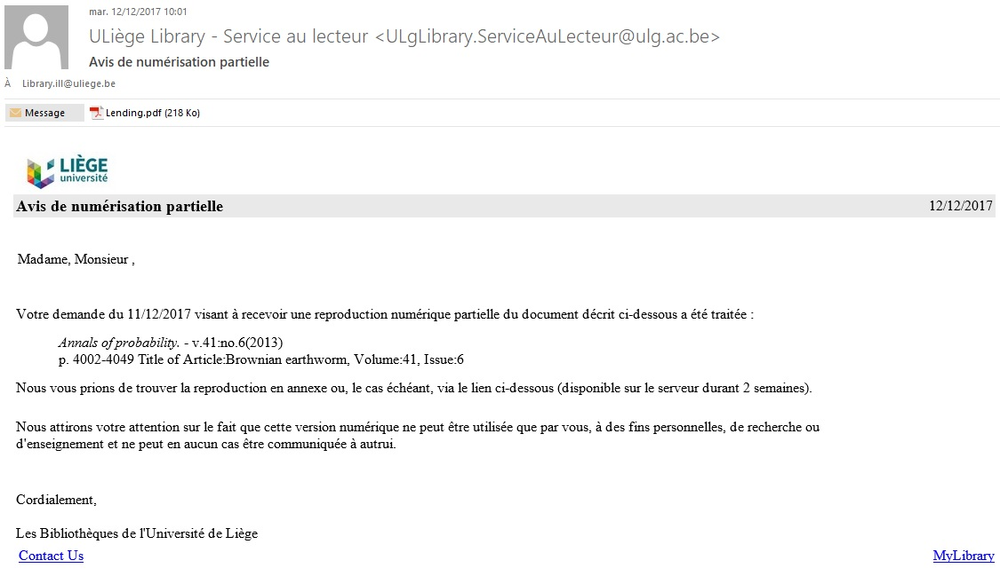 mar. 12/12/2017 10:01
ULiège Library - Service au lecteur <ULgLibrary.ServiceAuLecteur@ulg.ac.be>
Avis de numérisation partielle
À Library.ill@uliege.be
Message Lending.pdf (218 Ko)
LIÈGE
université
Avis de numérisation partielle 12/12/2017
Madame, Monsieur ,
Votre demande du 11/12/2017 visant à recevoir une reproduction numérique partielle du document décrit ci-dessous a été traitée :
Annals of probability. - v.41:no.6(2013)
p. 4002-4049 Title of Article:Brownian earthworm, Volume:41, Issue:6
Nous vous prions de trouver la reproduction en annexe ou, le cas échéant, via le lien ci-dessous (disponible sur le serveur durant 2 semaines).
Nous attirons votre attention sur le fait que cette version numérique ne peut être utilisée que par vous, à des fins personnelles, de recherche ou
d'enseignement et ne peut en aucun cas être communiquée à autrui.
Cordialement,
Les Bibliothèques de l'Université de Liège
Contact Us MyLibrary